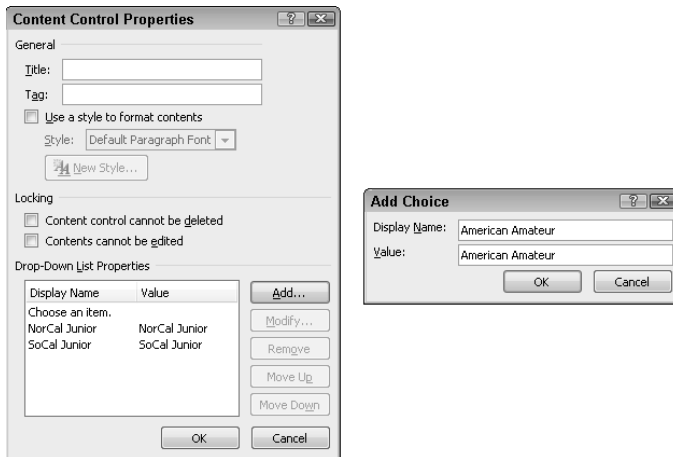 Content Control Properties
General
Title:
Tag:
Use a style to format contents
Style: Default Paragraph Font
New Style...
Locking
Content control cannot be deleted
Contents cannot be edited
Drop-Down List Properties
Display Name Value
Choose an item.
NorCal Junior NorCal Junior
SoCal Junior SoCal Junior
Add...
Modify...
Remove
Move Up
Move Down
OK Cancel
Add Choice
Display Name: American Amateur
Value: American Amateur
OK Cancel